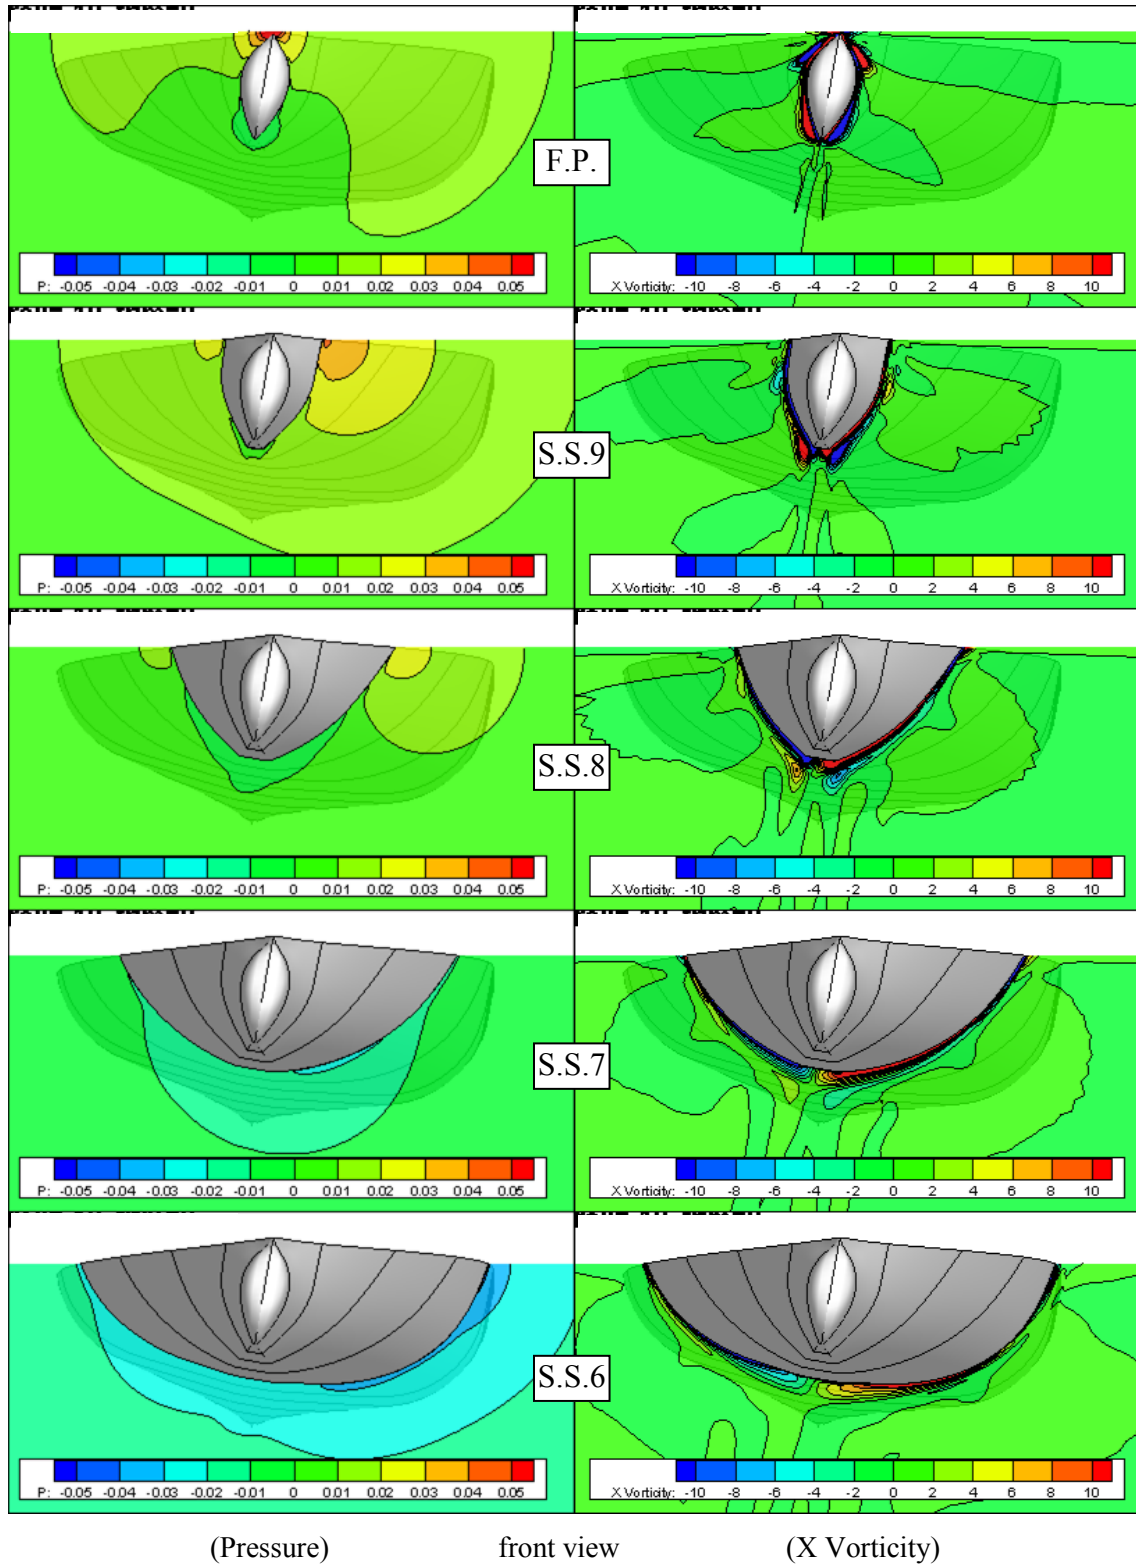 F.P.
P: -0.05 -0.04 -0.03 -0.02 -0.01 0 0.01 0.02 0.03 0.04 0.05
X Vorticity: -10 -8 -6 -4 -2 0 2 4 6 8 10
S.S.9
P: -0.05 -0.04 -0.03 -0.02 -0.01 0 0.01 0.02 0.03 0.04 0.05
X Vorticity: -10 -8 -6 -4 -2 0 2 4 6 8 10
S.S.8
P: -0.05 -0.04 -0.03 -0.02 -0.01 0 0.01 0.02 0.03 0.04 0.05
X Vorticity: -10 -8 -6 -4 -2 0 2 4 6 8 10
S.S.7
P: -0.05 -0.04 -0.03 -0.02 -0.01 0 0.01 0.02 0.03 0.04 0.05
X Vorticity: -10 -8 -6 -4 -2 0 2 4 6 8 10
S.S.6
P: -0.05 -0.04 -0.03 -0.02 -0.01 0 0.01 0.02 0.03 0.04 0.05
X Vorticity: -10 -8 -6 -4 -2 0 2 4 6 8 10
(Pressure) front view (X Vorticity)